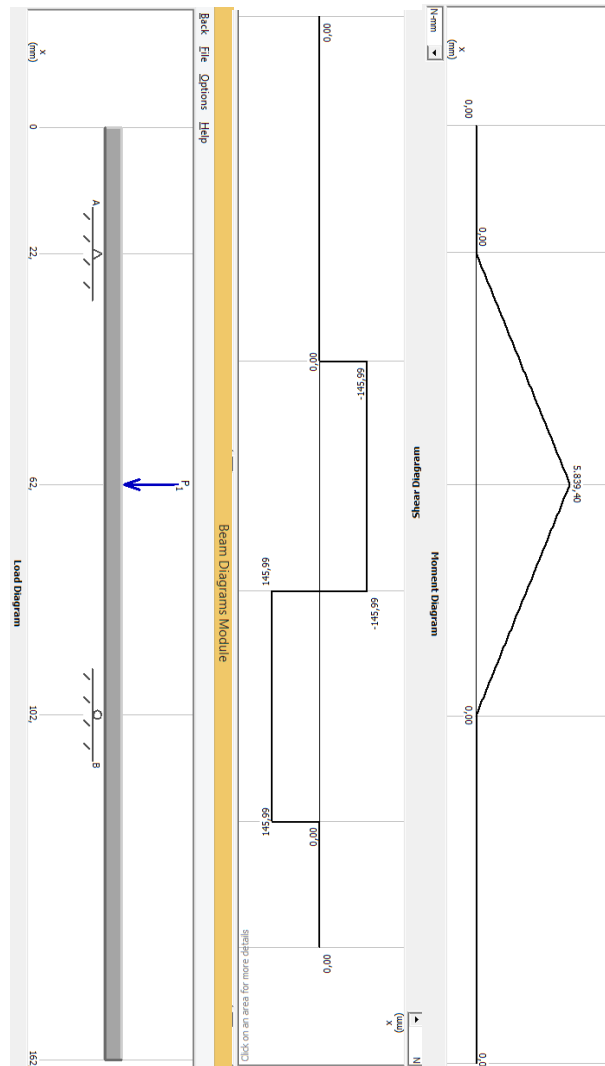 5.839,40
0,00 0,00 0,00 0,0
x
(mm)
N-mm
Moment Diagram
Shear Diagram
N
x
(mm)
-145,99 -145,99
0,00 0,00 0,00 0,00
145,99 145,99
Click on an area for more details
Beam Diagrams Module
Back File Options Help
P1
A B
x
(mm)
0 22, 62, 102, 162
Load Diagram